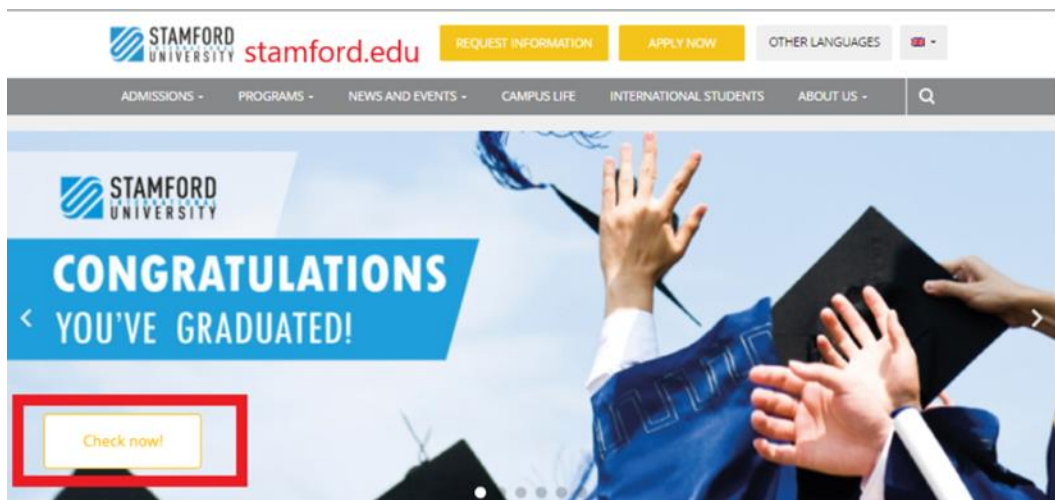 STAMFORD
INTERNATIONAL
UNIVERSITY
stamford.edu
REQUEST INFORMATION
APPLY NOW
OTHER LANGUAGES
ADMISSIONS
PROGRAMS
NEWS AND EVENTS
CAMPUS LIFE
INTERNATIONAL STUDENTS
ABOUT US
STAMFORD
INTERNATIONAL
UNIVERSITY
CONGRATULATIONS
YOU'VE GRADUATED!
Check now!